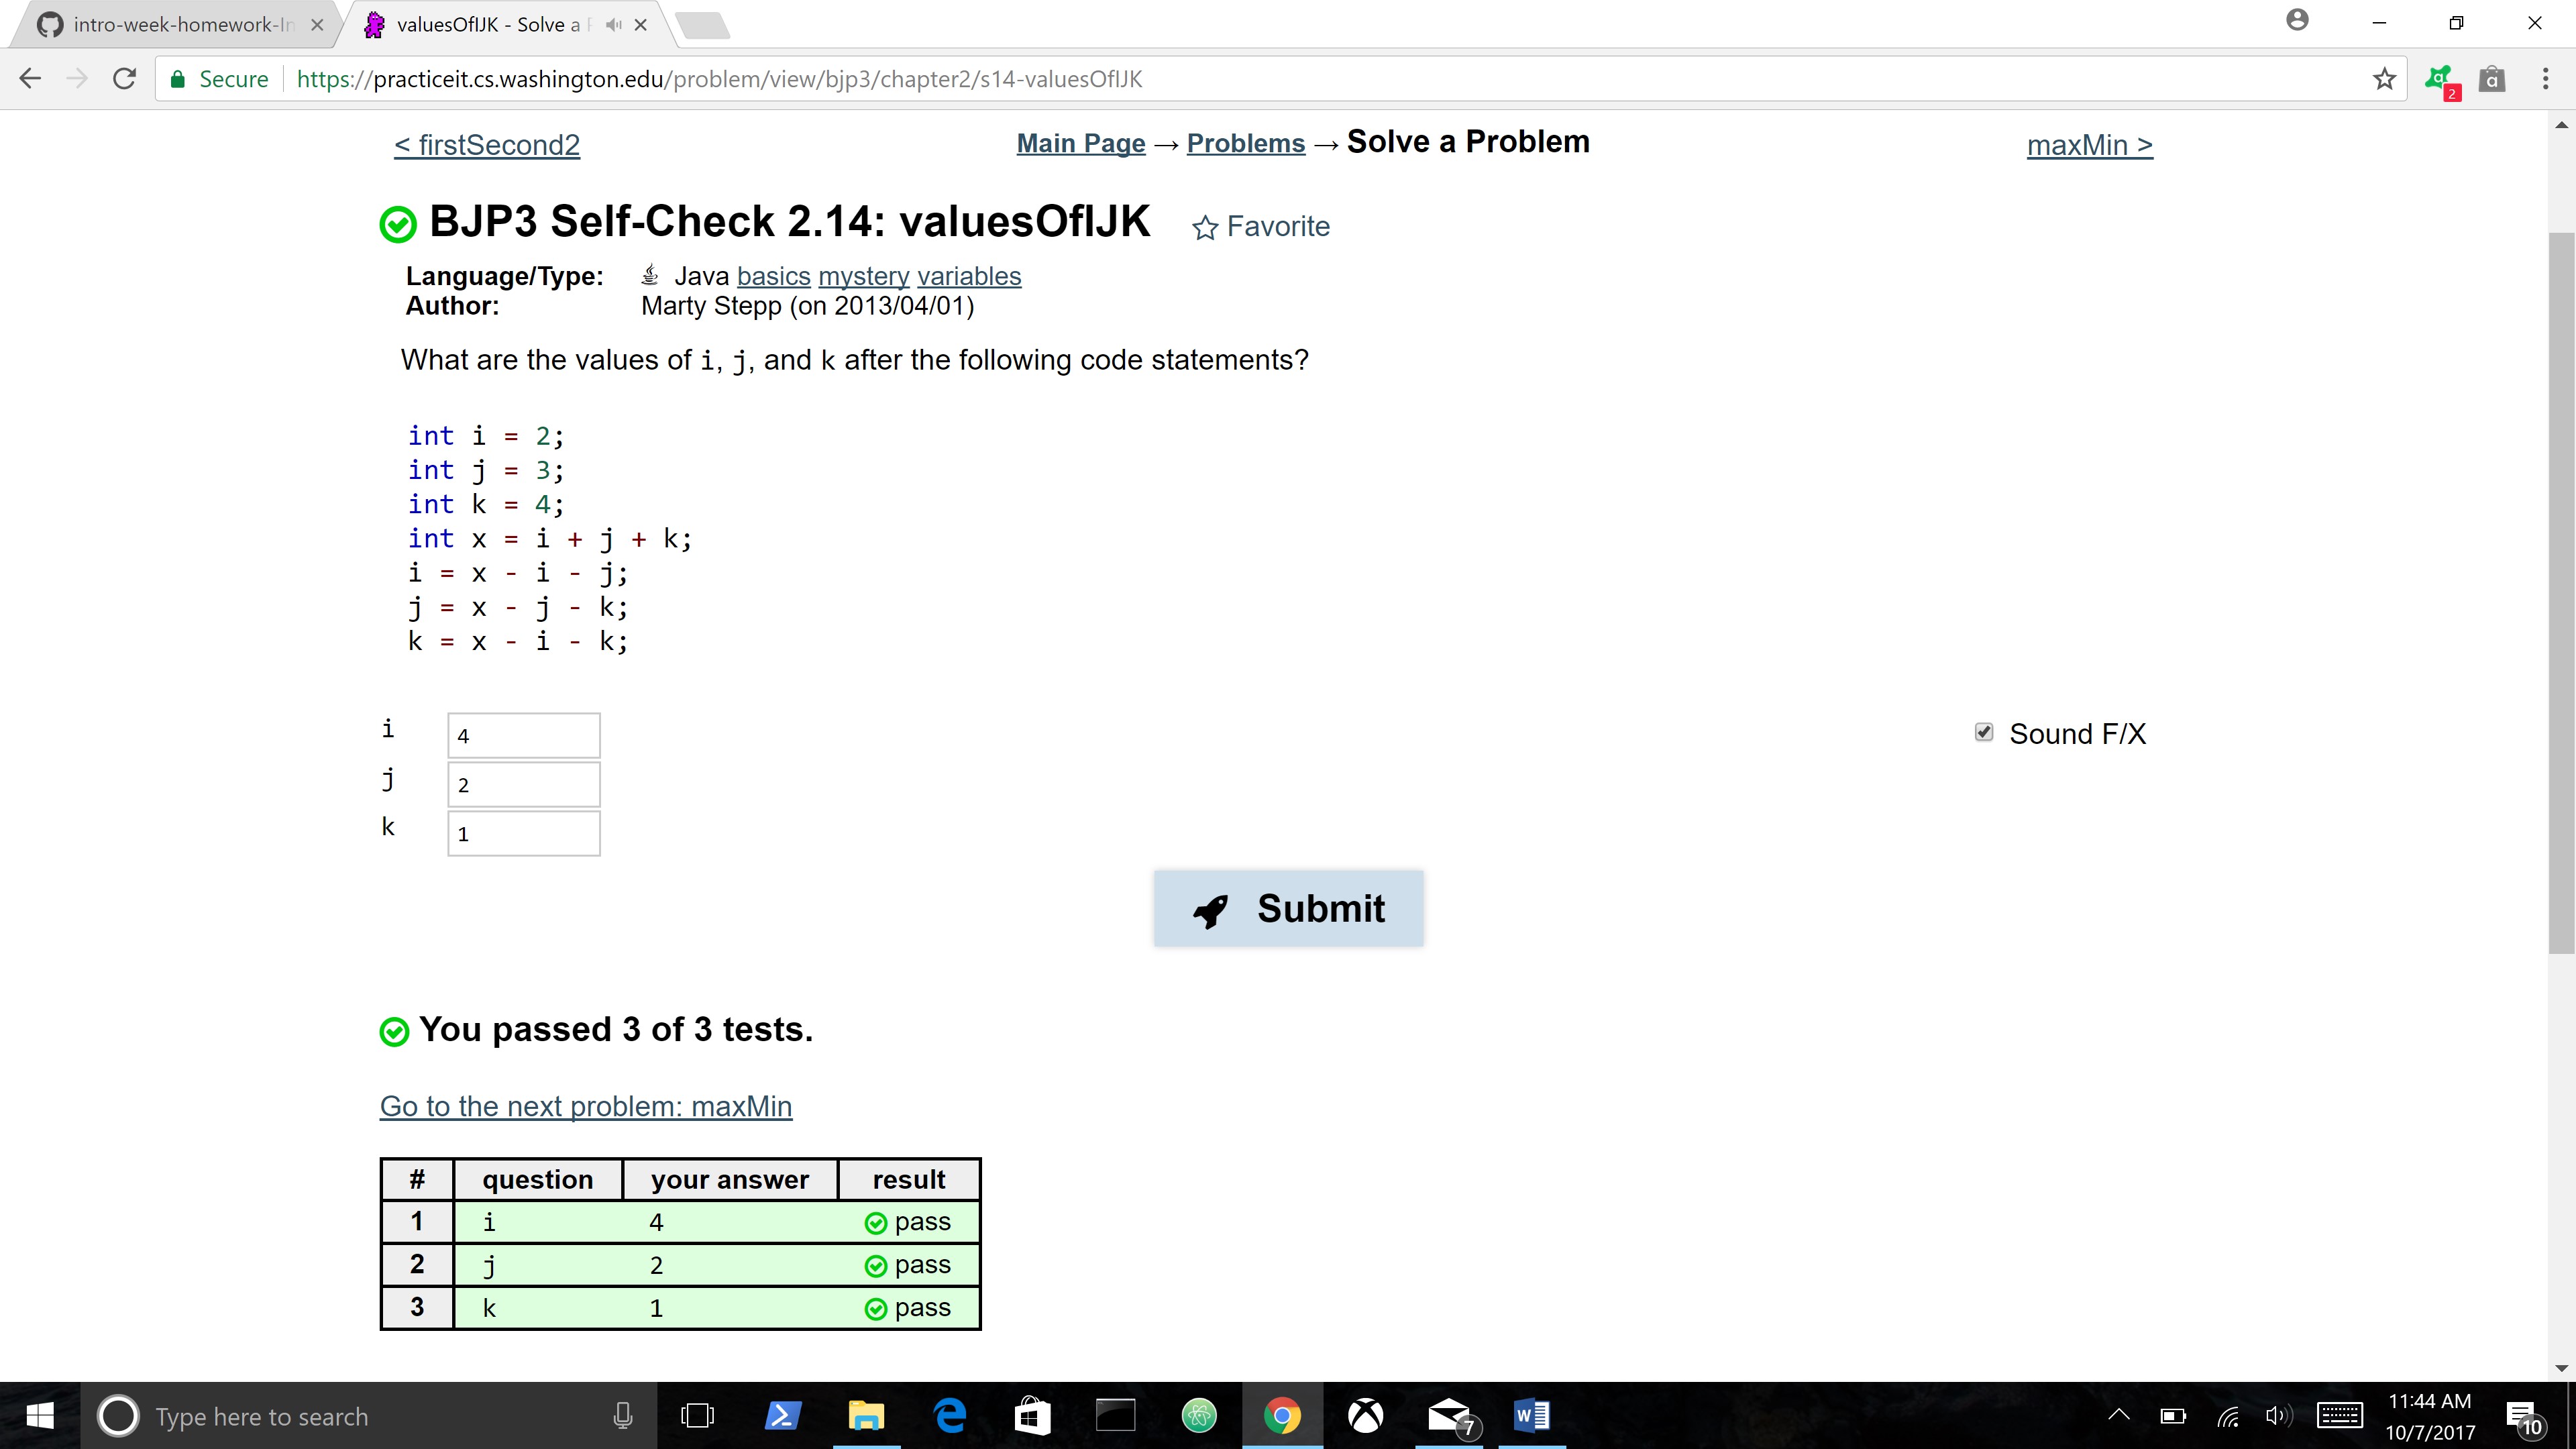 intro-week-homework-In
valuesOfIJK - Solve a P
Secure
https://practiceit.cs.washington.edu/problem/view/bjp3/chapter2/s14-valuesOfIJK
2
a
< firstSecond2
Main Page → Problems → Solve a Problem
maxMin >
BJP3 Self-Check 2.14: valuesOfIJK
Favorite
Language/Type: Java basics mystery variables
Author: Marty Stepp (on 2013/04/01)
What are the values of i, j, and k after the following code statements?
int i = 2;
int j = 3;
int k = 4;
int x = i + j + k;
i = x - i - j;
j = x - j - k;
k = x - i - k;
i 4
Sound F/X
j 2
k 1
Submit
You passed 3 of 3 tests.
Go to the next problem: maxMin
# question your answer result
1 i 4 pass
2 j 2 pass
3 k 1 pass
Type here to search
7
11:44 AM
10/7/2017
10